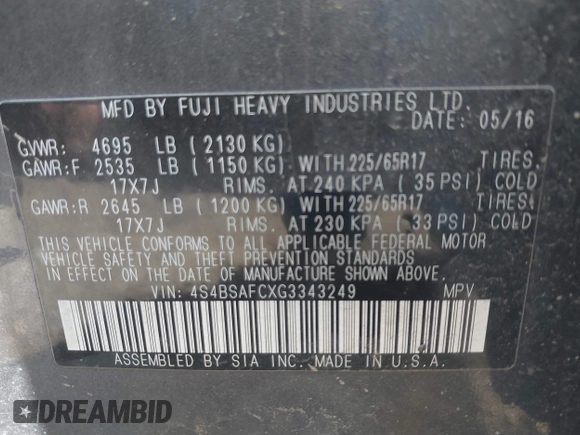 MFD BY FUJI HEAVY INDUSTRIES LTD.
DATE: 05/16
GVWR: 4695 LB (2130 KG)
GAWR:F 2535 LB (1150 KG) WITH 225/65R17 TIRES.
17X7J RIMS. AT 240 KPA (35 PSI) COLD
GAWR:R 2645 LB (1200 KG) WITH 225/65R17 TIRES.
17X7J RIMS. AT 230 KPA (33 PSI) COLD
THIS VEHICLE CONFORMS TO ALL APPLICABLE FEDERAL MOTOR
VEHICLE SAFETY AND THEFT PREVENTION STANDARDS
IN EFFECT ON THE DATE OF MANUFACTURE SHOWN ABOVE.
VIN: 4S4BSAFCXG3343249 MPV
ASSEMBLED BY SIA INC. MADE IN U.S.A.
DREAMBID